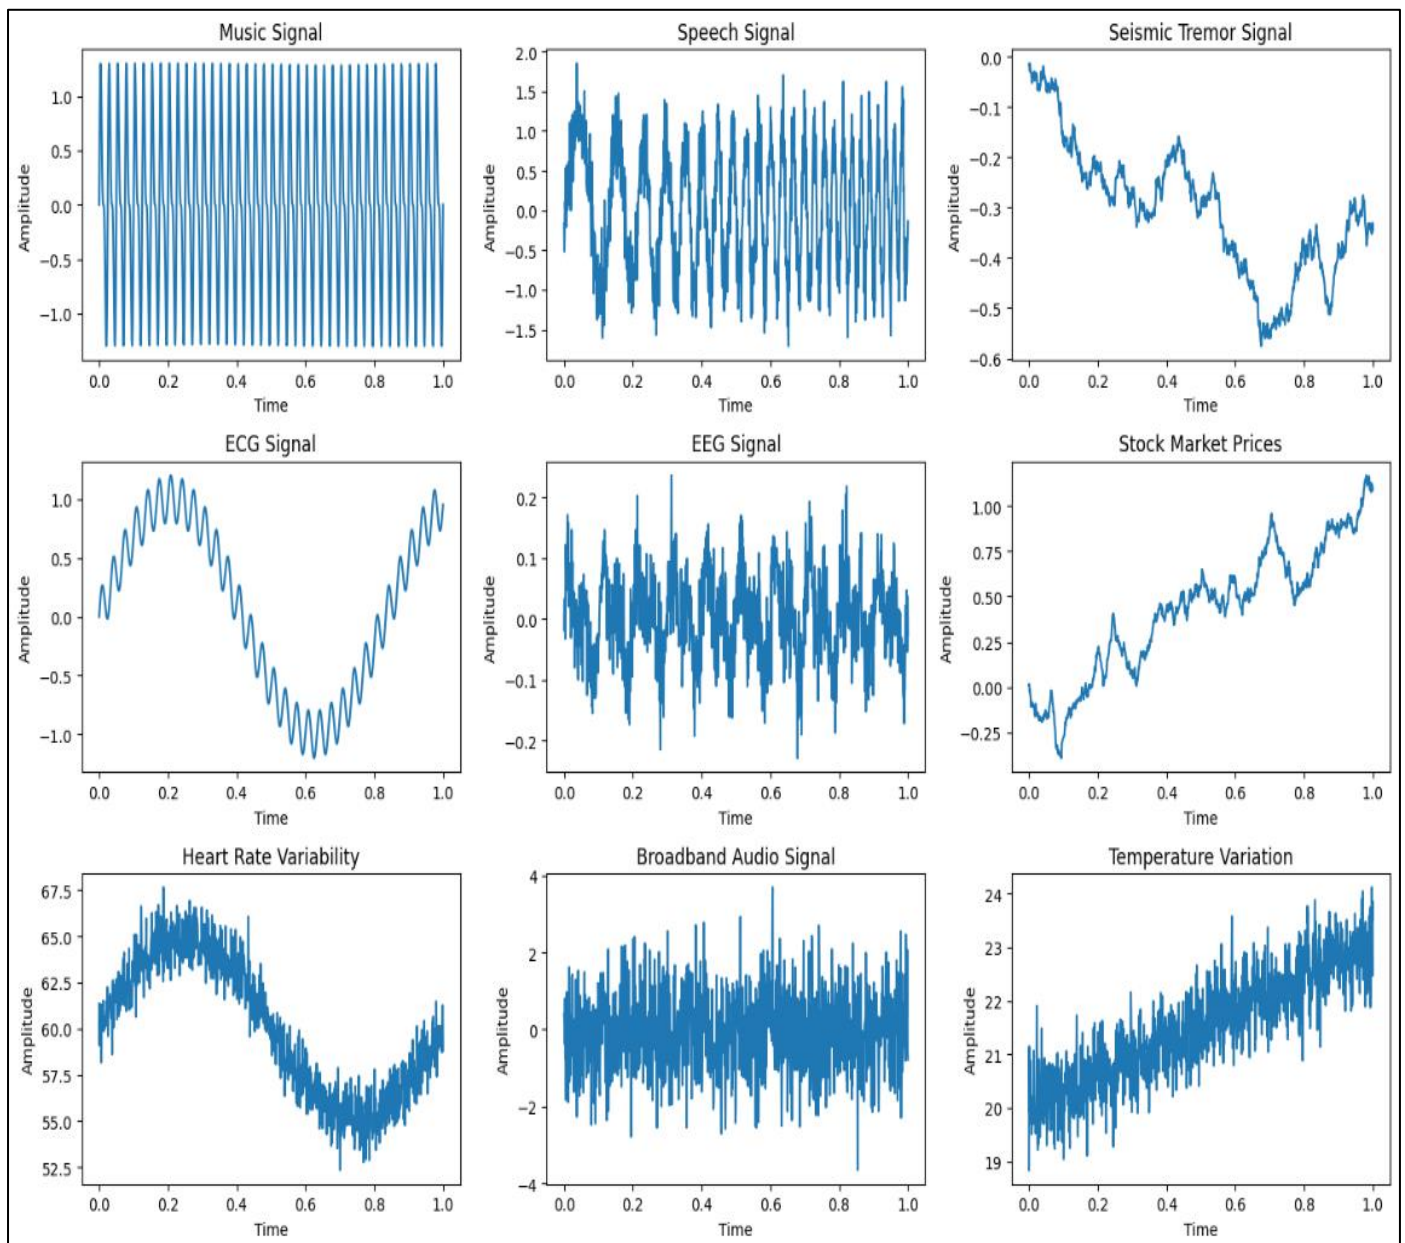 Music Signal
Amplitude
1.0
0.5
0.0
−0.5
−1.0
0.0 0.2 0.4 0.6 0.8 1.0
Time
Speech Signal
Amplitude
2.0
1.5
1.0
0.5
0.0
−0.5
−1.0
−1.5
0.0 0.2 0.4 0.6 0.8 1.0
Time
Seismic Tremor Signal
Amplitude
0.0
−0.1
−0.2
−0.3
−0.4
−0.5
−0.6
0.0 0.2 0.4 0.6 0.8 1.0
Time
ECG Signal
Amplitude
1.0
0.5
0.0
−0.5
−1.0
0.0 0.2 0.4 0.6 0.8 1.0
Time
EEG Signal
Amplitude
0.2
0.1
0.0
−0.1
−0.2
0.0 0.2 0.4 0.6 0.8 1.0
Time
Stock Market Prices
Amplitude
1.00
0.75
0.50
0.25
0.00
−0.25
0.0 0.2 0.4 0.6 0.8 1.0
Time
Heart Rate Variability
Amplitude
67.5
65.0
62.5
60.0
57.5
55.0
52.5
0.0 0.2 0.4 0.6 0.8 1.0
Time
Broadband Audio Signal
Amplitude
4
2
0
−2
−4
0.0 0.2 0.4 0.6 0.8 1.0
Time
Temperature Variation
Amplitude
24
23
22
21
20
19
0.0 0.2 0.4 0.6 0.8 1.0
Time